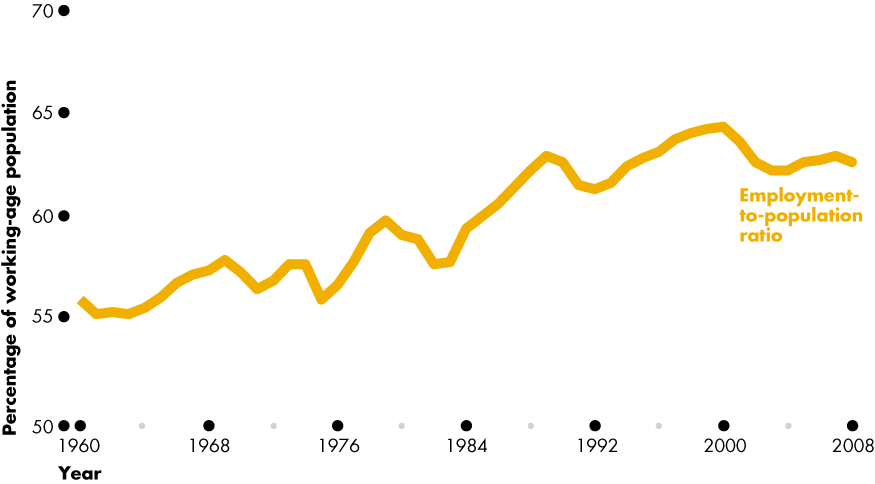 Percentage of working-age population
70
65
60
55
50
Employment-
to-population
ratio
1960 1968 1976 1984 1992 2000 2008
Year